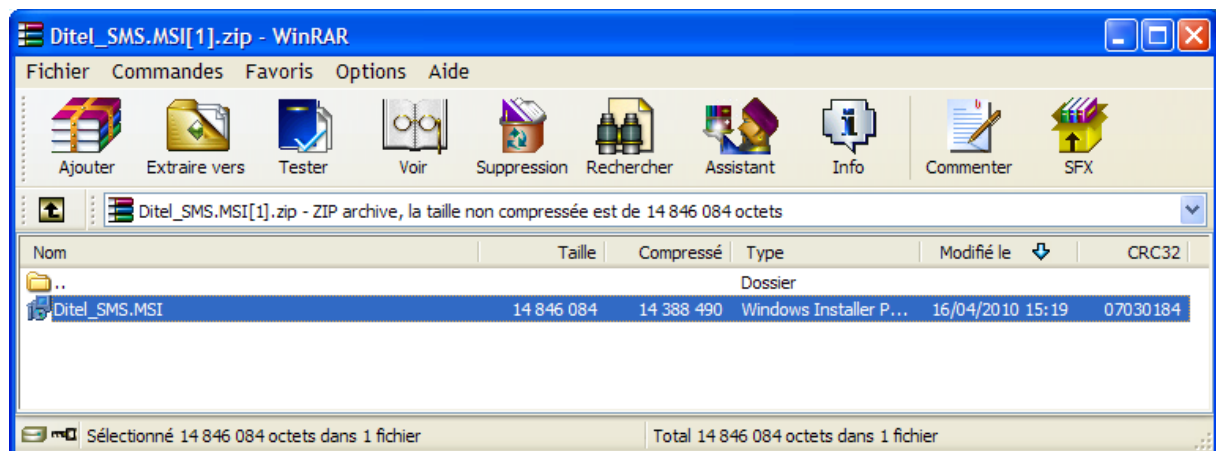 Ditel_SMS.MSI[1].zip - WinRAR
Fichier Commandes Favoris Options Aide
Ajouter Extraire vers Tester Voir Suppression Rechercher Assistant Info Commenter SFX
Ditel_SMS.MSI[1].zip - ZIP archive, la taille non compressée est de 14 846 084 octets
Nom Taille Compressé Type Modifié le CRC32
.. Dossier
Ditel_SMS.MSI 14 846 084 14 388 490 Windows Installer P... 16/04/2010 15:19 07030184
Sélectionné 14 846 084 octets dans 1 fichier Total 14 846 084 octets dans 1 fichier